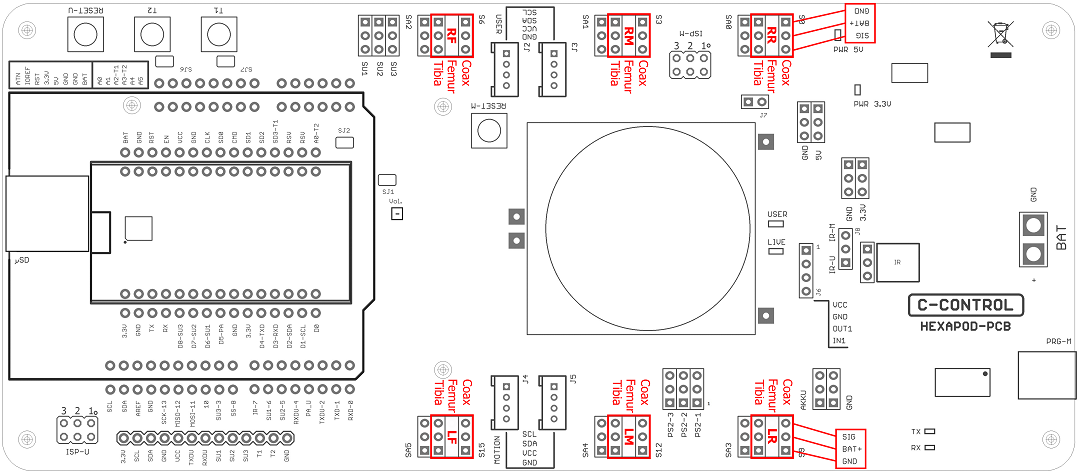 RESET-U
T2
T1
SA2
S6
USER
SCL
SDA
VCC
GND
J2
J3
S3
ISP-M
3 2 1
SA0
S0
GND
BAT+
SIG
PWR 5V
RF
RM
RR
Tibia
Femur
Coax
Tibia
Femur
Coax
Tibia
Femur
Coax
SU1
SU2
SU3
SJ6
SJ7
ATN
IOREF
RST
3.3V
5V
GND
GND
BAT
A0
A1
A2-T1
A3-T2
A4
A5
RESET-M
J7
PWR 3.3V
GND
5V
BAT
GND
RST
EN
VCC
GND
CLK
SD0
CMD
SD1
SD2
SD3-T1
RSV
RSV
A0-T2
SJ2
SJ1
VoL
GND
3.3V
GND
BAT
+
USER
LIVE
IR-M
IR-U
J8
IR
1
J6
VCC
GND
OUT1
IN1
µSD
C-CONTROL
HEXAPOD-PCB
3.3V
GND
TX
RX
D8-SU3
D7-SU2
D6-SU1
D5-PA
GND
3.3V
D4-TXD
D3-RXD
D2-SDA
D1-SCL
D0
PRG-M
SCL
SDA
AREF
GND
SCK-13
MISO-12
MOSI-11
10
SU3-3
SS-8
IR-7
SU1-6
SU2-5
RXDU-4
PA_U
TXDU-2
TXD-1
RXD-0
J4
J5
Tibia
Femur
Coax
Tibia
Femur
Coax
Tibia
Femur
Coax
LF
LM
LR
SA5
S15
MOTION
SCL
SDA
VCC
GND
SA4
S12
PS2-3
PS2-2
PS2-1
SA3
S9
SIG
BAT+
GND
AKKU
GND
TX
RX
3 2 1
ISP-U
3.3V
SCL
SDA
GND
VCC
TXDU
RXDU
SU1
SU2
SU3
T1
T2
GND